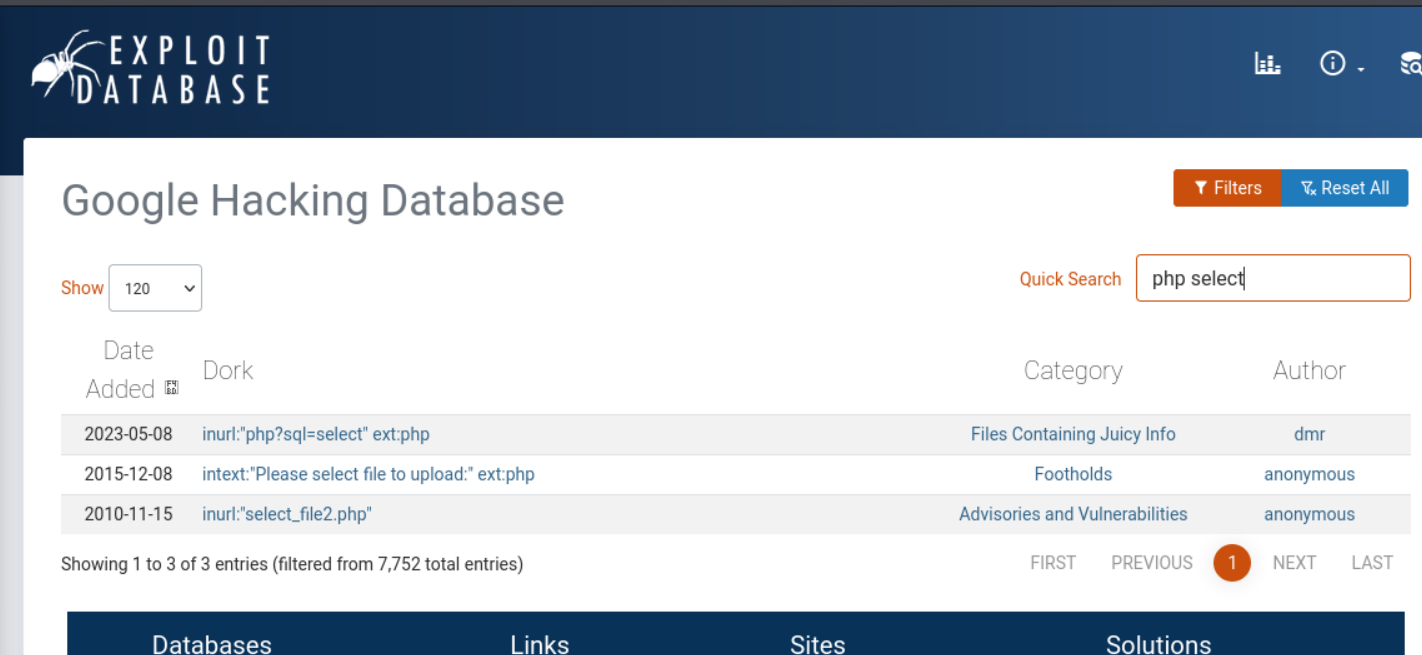 EXPLOIT
DATABASE
Google Hacking Database
Filters
Reset All
Show 120
Quick Search php select
Date Added Dork Category Author
2023-05-08 inurl:"php?sql=select" ext:php Files Containing Juicy Info dmr
2015-12-08 intext:"Please select file to upload:" ext:php Footholds anonymous
2010-11-15 inurl:"select_file2.php" Advisories and Vulnerabilities anonymous
Showing 1 to 3 of 3 entries (filtered from 7,752 total entries) FIRST PREVIOUS 1 NEXT LAST
Databases Links Sites Solutions